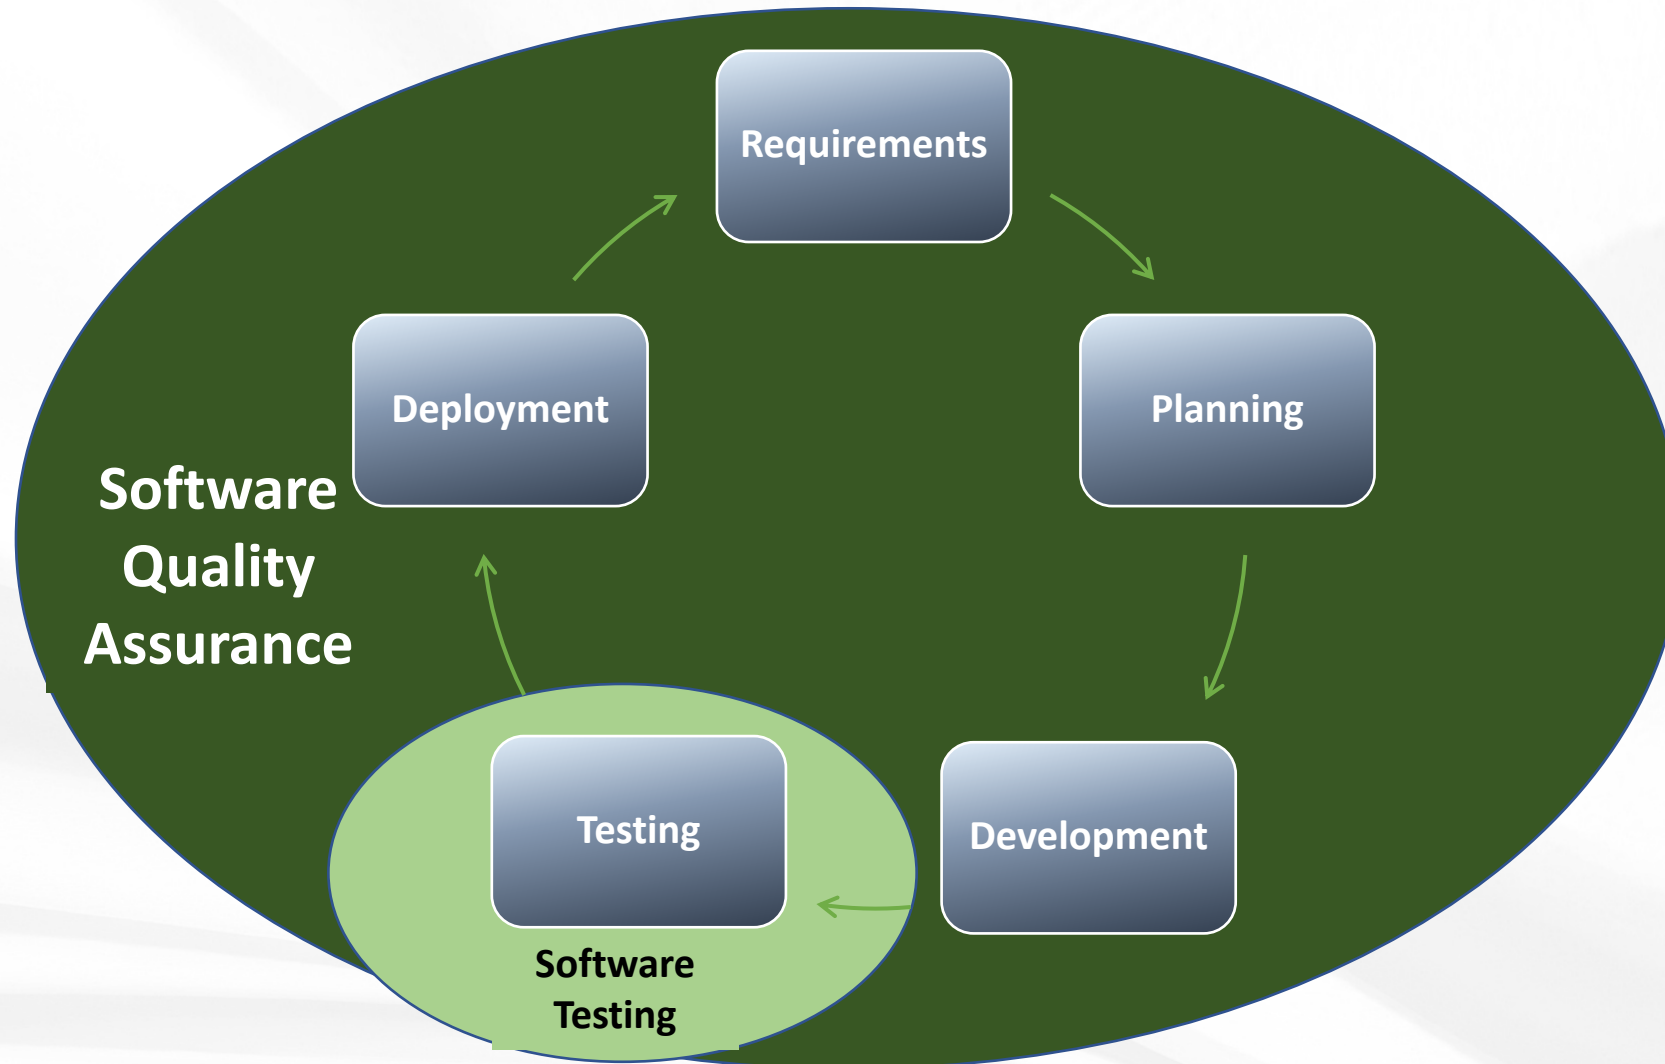 Requirements
Deployment
Planning
Software
Quality
Assurance
Testing
Development
Software
Testing